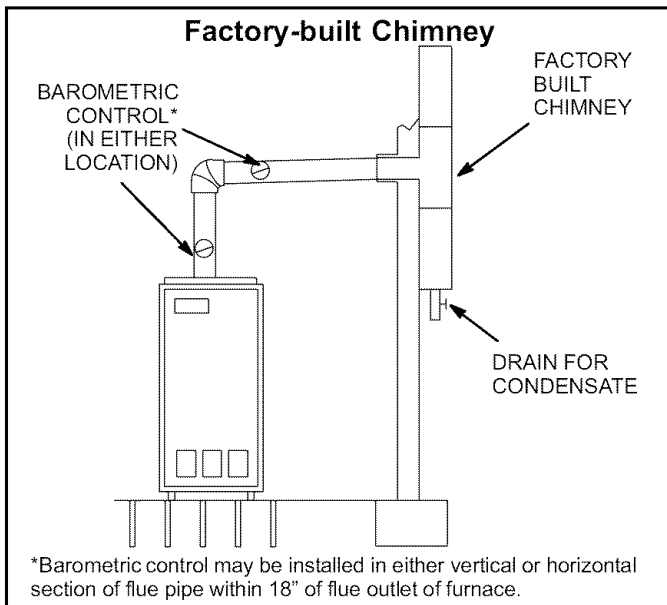 Factory-built Chimney
BAROMETRIC
CONTROL*
(IN EITHER
LOCATION)
FACTORY
BUILT
CHIMNEY
DRAIN FOR
CONDENSATE
*Barometric control may be installed in either vertical or horizontal
section of flue pipe within 18" of flue outlet of furnace.